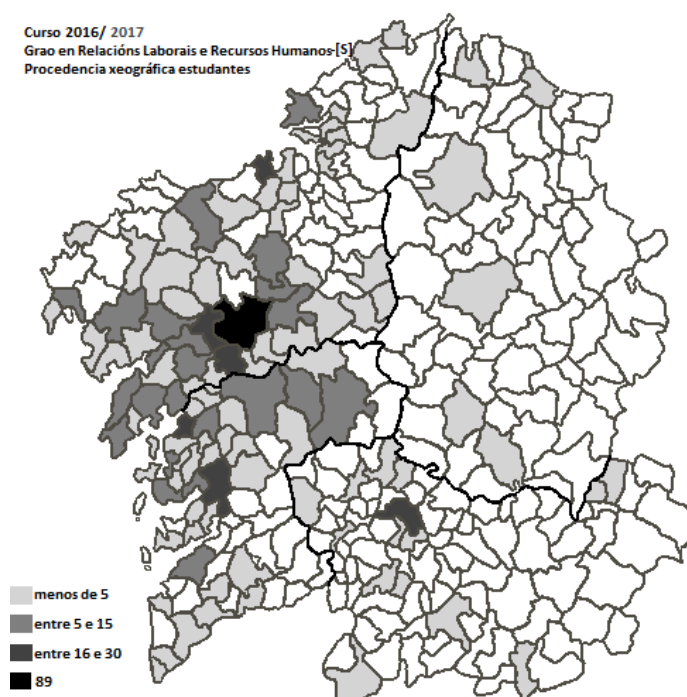 Curso 2016/ 2017
Grao en Relacións Laborais e Recursos Humanos-[S]
Procedencia xeográfica estudantes
menos de 5
entre 5 e 15
entre 16 e 30
89